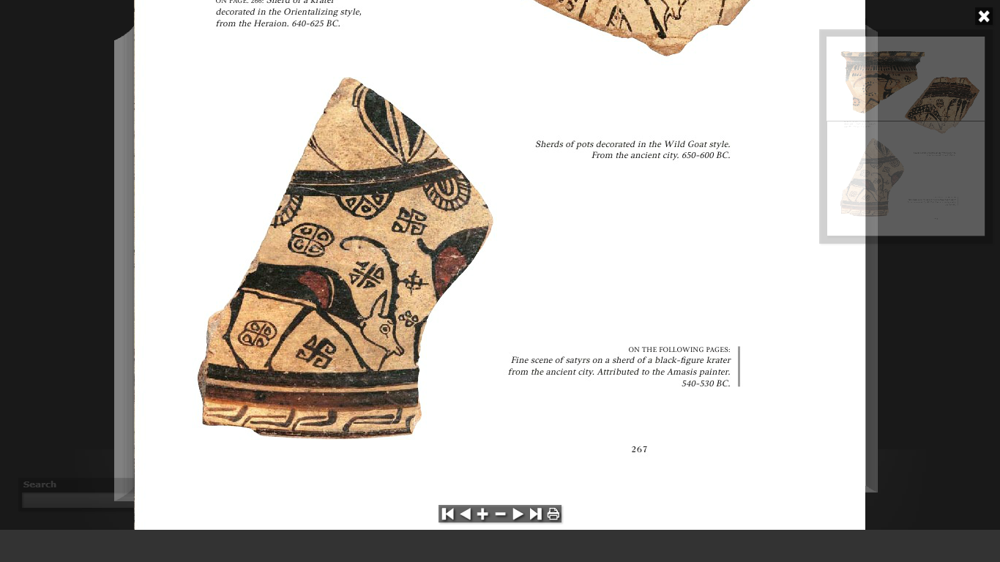 ON PAGE. 266: Sherd of a krater
decorated in the Orientalizing style,
from the Heraion. 640-625 BC.
Sherds of pots decorated in the Wild Goat style.
From the ancient city. 650-600 BC.
ON THE FOLLOWING PAGES:
Fine scene of satyrs on a sherd of a black-figure krater
from the ancient city. Attributed to the Amasis painter.
540-530 BC.
267
Search